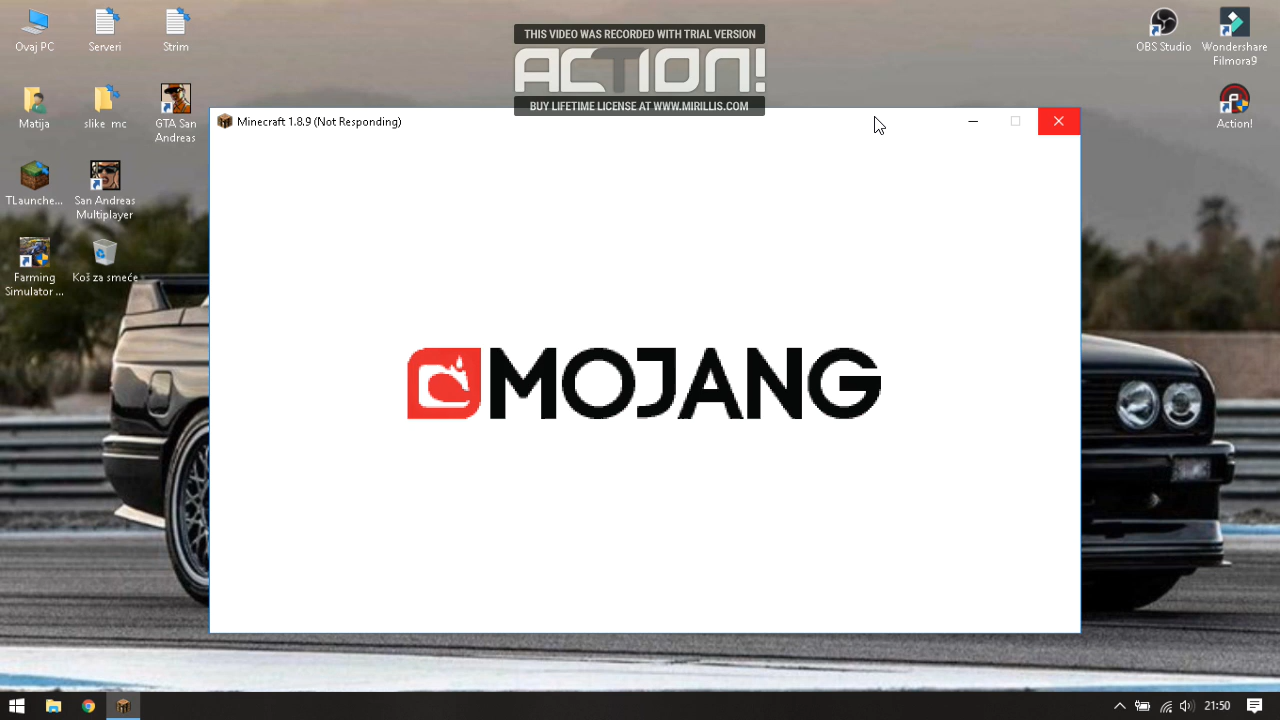 Ovaj PC
Serveri
Strim
Matija
slike mc
GTA San
Andreas
TLaunche...
San Andreas
Multiplayer
Farming
Simulator ...
Koš za smeće
THIS VIDEO WAS RECORDED WITH TRIAL VERSION
ACTION!
BUY LIFETIME LICENSE AT WWW.MIRILLIS.COM
OBS Studio
Wondershare
Filmora9
Action!
Minecraft 1.8.9 (Not Responding)
MOJANG
21:50